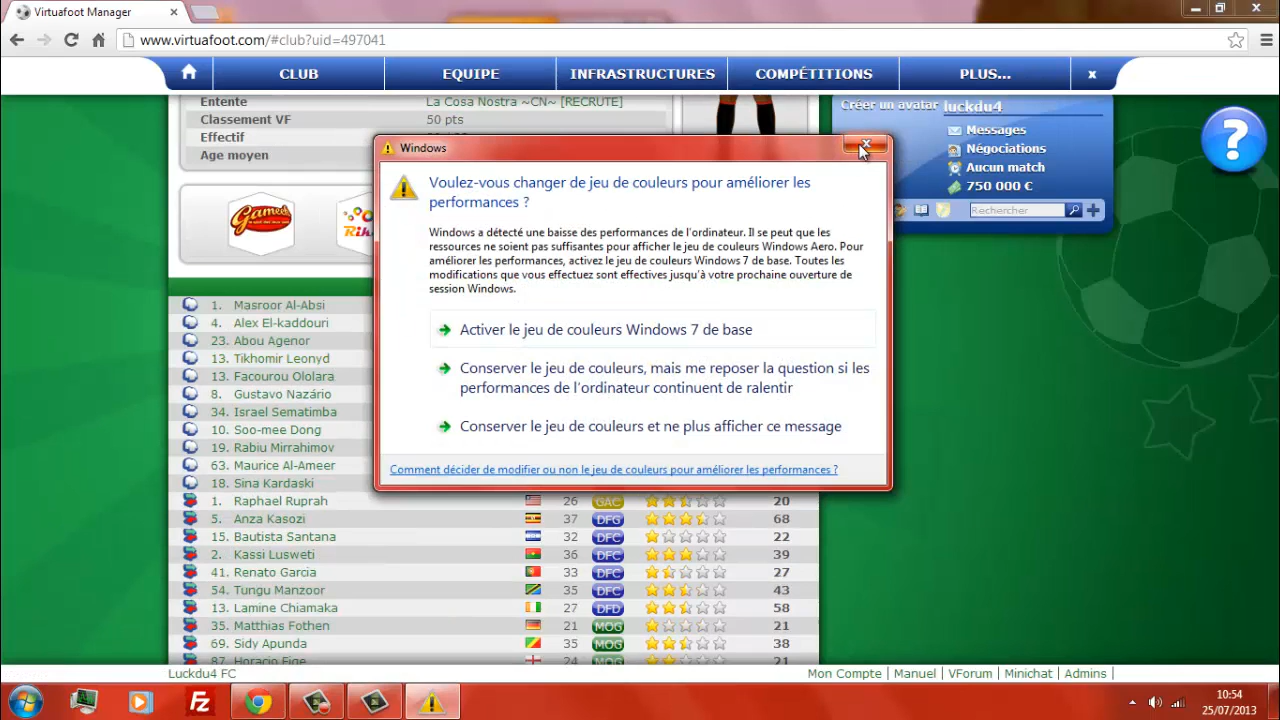 Virtuafoot Manager
www.virtuafoot.com/#club?uid=497041
CLUB
EQUIPE
INFRASTRUCTURES
COMPÉTITIONS
PLUS...
x
Entente La Cosa Nostra ~CN~ [RECRUTE]
Classement VF 50 pts
Effectif
Age moyen
Créer un avatar luckdu4
Messages
Négociations
Aucun match
750 000 €
Rechercher
?
Windows
Voulez-vous changer de jeu de couleurs pour améliorer les
performances ?
Windows a détecté une baisse des performances de l'ordinateur. Il se peut que les
ressources ne soient pas suffisantes pour afficher le jeu de couleurs Windows Aero. Pour
améliorer les performances, activez le jeu de couleurs Windows 7 de base. Toutes les
modifications que vous effectuez sont effectives jusqu'à votre prochaine ouverture de
session Windows.
Activer le jeu de couleurs Windows 7 de base
Conserver le jeu de couleurs, mais me reposer la question si les
performances de l'ordinateur continuent de ralentir
Conserver le jeu de couleurs et ne plus afficher ce message
Comment décider de modifier ou non le jeu de couleurs pour améliorer les performances ?
1. Masroor Al-Absi
4. Alex El-kaddouri
23. Abou Agenor
13. Tikhomir Leonyd
13. Facourou Ololara
8. Gustavo Nazário
34. Israel Sematimba
10. Soo-mee Dong
19. Rabiu Mirrahimov
63. Maurice Al-Ameer
18. Sina Kardaski
1. Raphael Ruprah 26 GAC 20
5. Anza Kasozi 37 DFG 68
15. Bautista Santana 32 DFC 22
2. Kassi Lusweti 36 DFC 39
41. Renato Garcia 33 DFC 27
54. Tungu Manzoor 35 DFC 43
13. Lamine Chiamaka 27 DFD 58
35. Matthias Fothen 21 MOG 21
69. Sidy Apunda 35 MOG 38
87. Horacio Fige 24 MOG 21
Luckdu4 FC
Mon Compte | Manuel | VForum | Minichat | Admins |
Fz
10:54
25/07/2013